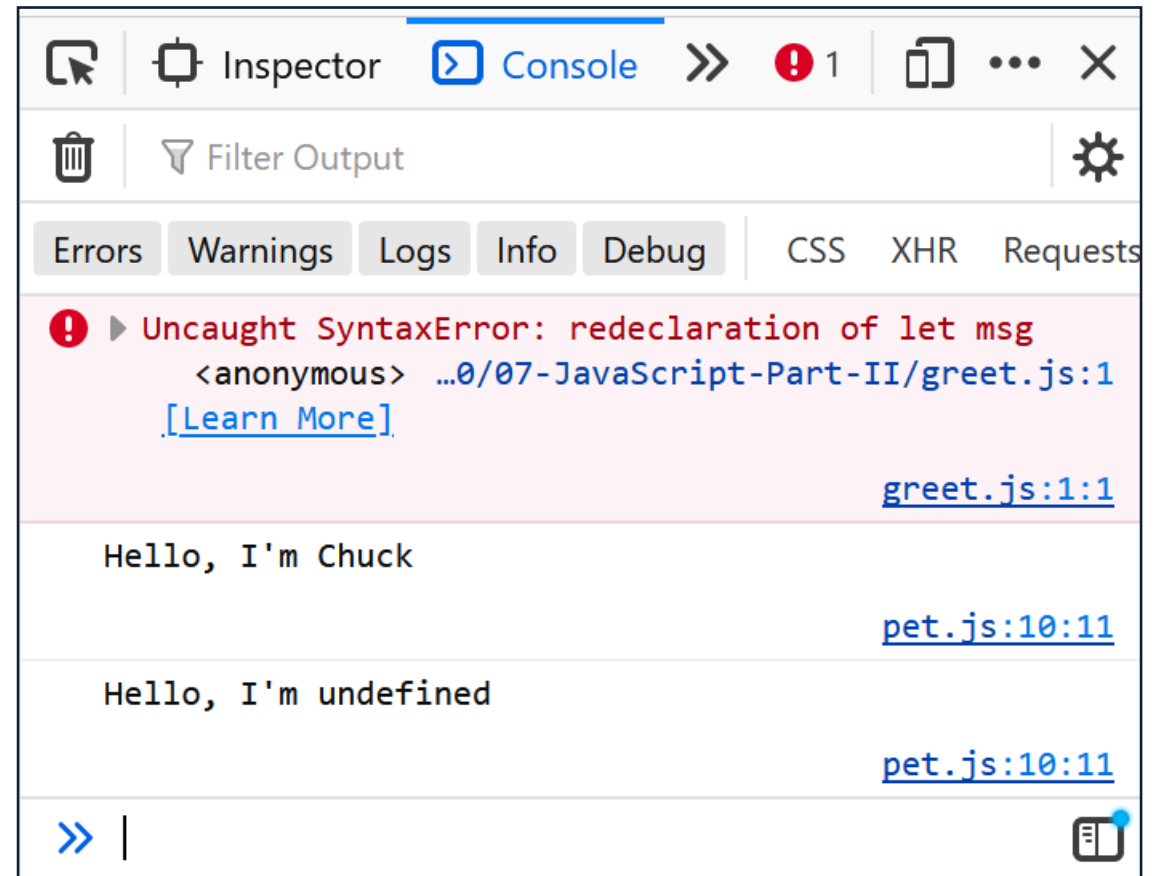 Inspector Console 1
Filter Output
Errors Warnings Logs Info Debug CSS XHR Requests
Uncaught SyntaxError: redeclaration of let msg
<anonymous> …0/07-JavaScript-Part-II/greet.js:1
[Learn More]
greet.js:1:1
Hello, I'm Chuck
pet.js:10:11
Hello, I'm undefined
pet.js:10:11